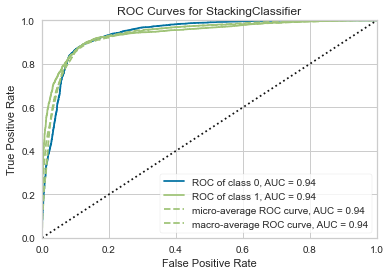 ROC Curves for StackingClassifier
1.0
0.8
0.6
0.4
0.2
0.0
True Positive Rate
ROC of class 0, AUC = 0.94
ROC of class 1, AUC = 0.94
micro-average ROC curve, AUC = 0.94
macro-average ROC curve, AUC = 0.94
0.0 0.2 0.4 0.6 0.8 1.0
False Positive Rate